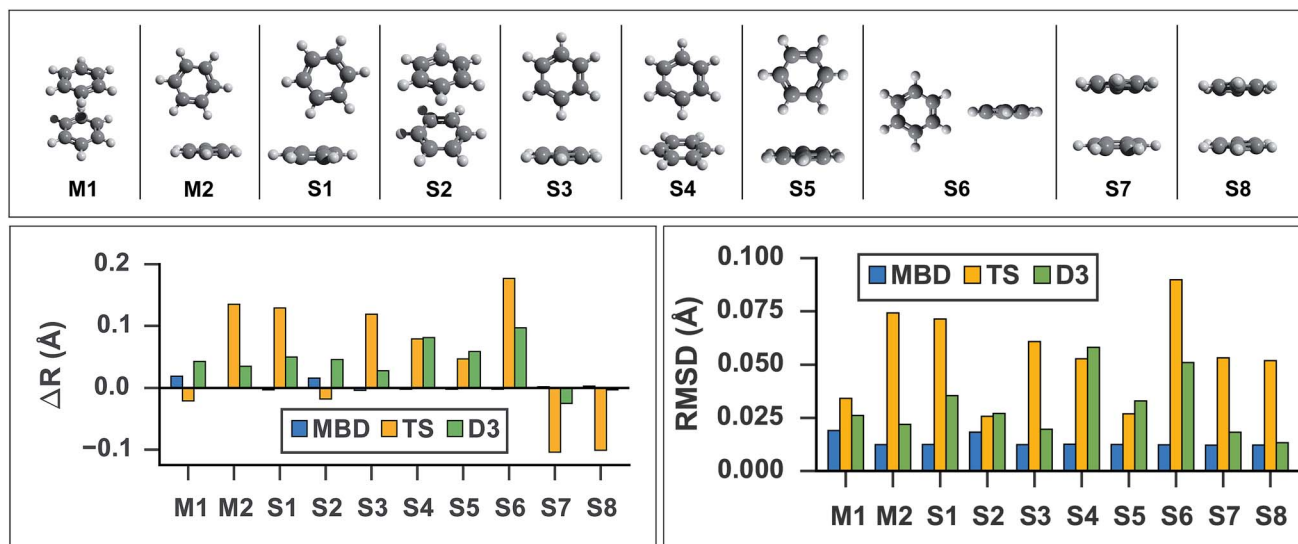 M1 M2 S1 S2 S3 S4 S5 S6 S7 S8
ΔR (Å)
0.2
0.1
0.0
−0.1
MBD TS D3
M1 M2 S1 S2 S3 S4 S5 S6 S7 S8
RMSD (Å)
0.100
0.075
0.050
0.025
0.000
MBD TS D3
M1 M2 S1 S2 S3 S4 S5 S6 S7 S8